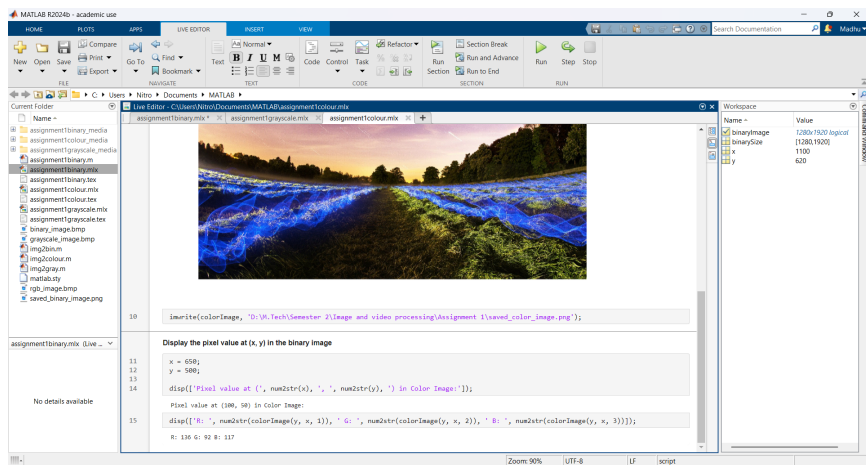 MATLAB R2024b - academic use
HOME PLOTS APPS LIVE EDITOR INSERT VIEW Search Documentation Madhu
New Open Save Compare Print Export Go To Find Bookmark Text Normal B I U M Code Control Task Refactor Run Section Section Break Run and Advance Run to End Run Step Stop
FILE NAVIGATE TEXT CODE SECTION RUN
C: Users Nitro Documents MATLAB
Current Folder
Name
assignment1binary_media
assignment1colour_media
assignment1grayscale_media
assignment1binary.m
assignment1binary.mlx
assignment1binary.tex
assignment1colour.mlx
assignment1colour.tex
assignment1grayscale.mlx
assignment1grayscale.tex
binary_image.bmp
grayscale_image.bmp
img2bin.m
img2colour.m
img2gray.m
matlab.sty
rgb_image.bmp
saved_binary_image.png
assignment1binary.mlx (Live ...
No details available
Live Editor - C:\Users\Nitro\Documents\MATLAB\assignment1colour.mlx
assignment1binary.mlx * assignment1grayscale.mlx assignment1colour.mlx
10 imwrite(colorImage, 'D:\M.Tech\Semester 2\Image and video processing\Assignment 1\saved_color_image.png');
Display the pixel value at (x, y) in the binary image
11 x = 650;
12 y = 500;
13
14 disp(['Pixel value at (', num2str(x), ', ', num2str(y), ') in Color Image:']);
Pixel value at (100, 50) in Color Image:
15 disp(['R: ', num2str(colorImage(y, x, 1)), ' G: ', num2str(colorImage(y, x, 2)), ' B: ', num2str(colorImage(y, x, 3))]);
R: 136 G: 92 B: 117
Workspace
Name Value
binaryImage 1280x1920 logical
binarySize [1280,1920]
x 1100
y 620
Command Window
Zoom: 90% UTF-8 LF script